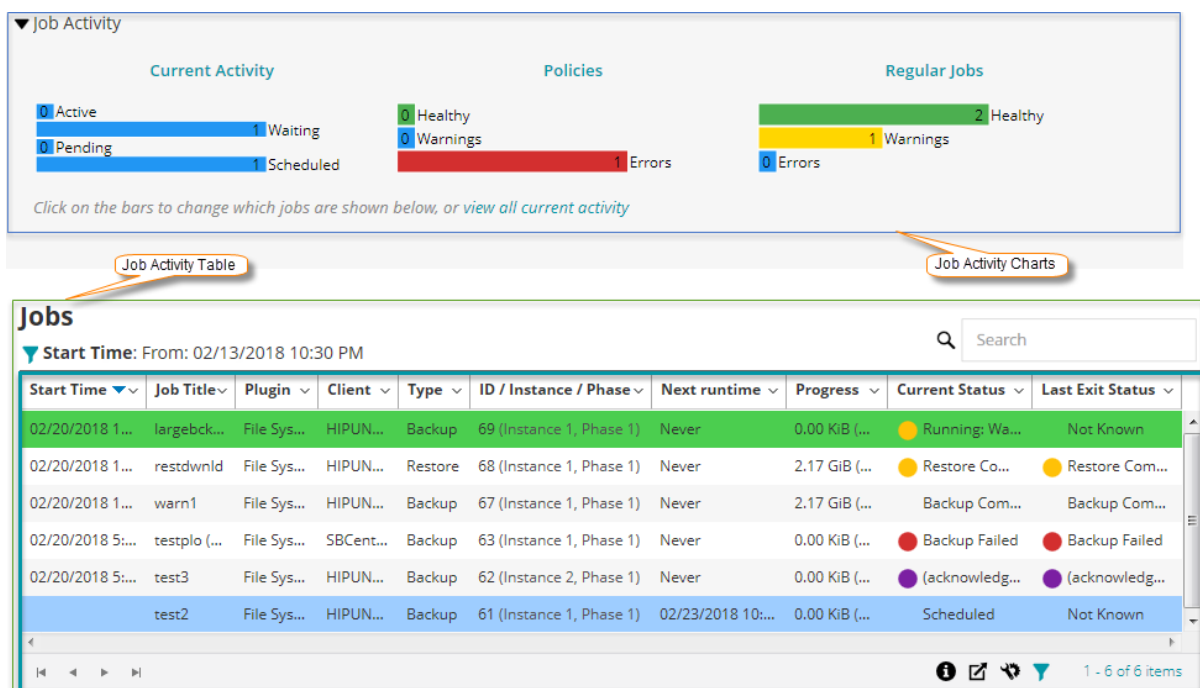 Job Activity
Current Activity
Policies
Regular Jobs
0 Active
1 Waiting
0 Pending
1 Scheduled
0 Healthy
0 Warnings
1 Errors
2 Healthy
1 Warnings
0 Errors
Click on the bars to change which jobs are shown below, or view all current activity
Job Activity Table
Job Activity Charts
Jobs
Start Time: From: 02/13/2018 10:30 PM
Search
Start Time Job Title Plugin Client Type ID / Instance / Phase Next runtime Progress Current Status Last Exit Status
02/20/2018 1... largebck... File Sys... HIPUN... Backup 69 (Instance 1, Phase 1) Never 0.00 KiB (... Running: Wa... Not Known
02/20/2018 1... restdwnld File Sys... HIPUN... Restore 68 (Instance 1, Phase 1) Never 2.17 GiB (... Restore Co... Restore Com...
02/20/2018 1... warn1 File Sys... HIPUN... Backup 67 (Instance 1, Phase 1) Never 2.17 GiB (... Backup Com... Backup Com...
02/20/2018 5:... testplo (... File Sys... SBCent... Backup 63 (Instance 1, Phase 1) Never 0.00 KiB (... Backup Failed Backup Failed
02/20/2018 5:... test3 File Sys... HIPUN... Backup 62 (Instance 2, Phase 1) Never 0.00 KiB (... (acknowledg... (acknowledg...
test2 File Sys... HIPUN... Backup 61 (Instance 1, Phase 1) 02/23/2018 10:... 0.00 KiB (... Scheduled Not Known
1 - 6 of 6 items